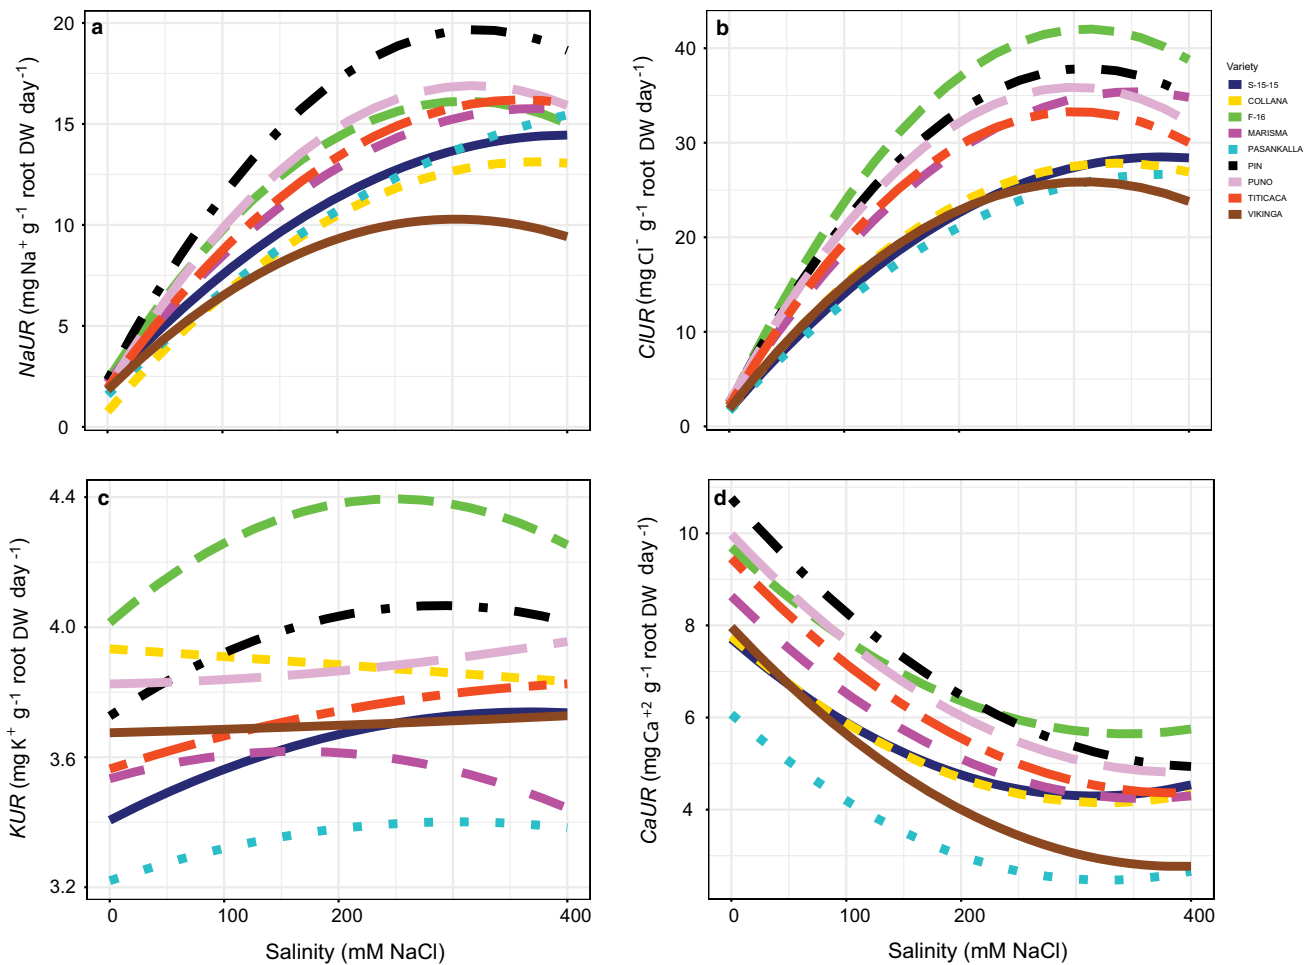 a
20
15
10
5
0
NaUR (mg Na⁺ g⁻¹ root DW day⁻¹)
b
40
30
20
10
0
ClUR (mg Cl⁻ g⁻¹ root DW day⁻¹)
Variety
S-15-15
COLLANA
F-16
MARISMA
PASANKALLA
PIN
PUNO
TITICACA
VIKINGA
c
4.4
4.0
3.6
3.2
KUR (mg K⁺ g⁻¹ root DW day⁻¹)
0 100 200 400
Salinity (mM NaCl)
d
10
8
6
4
CaUR (mg Ca⁺² g⁻¹ root DW day⁻¹)
0 100 200 400
Salinity (mM NaCl)